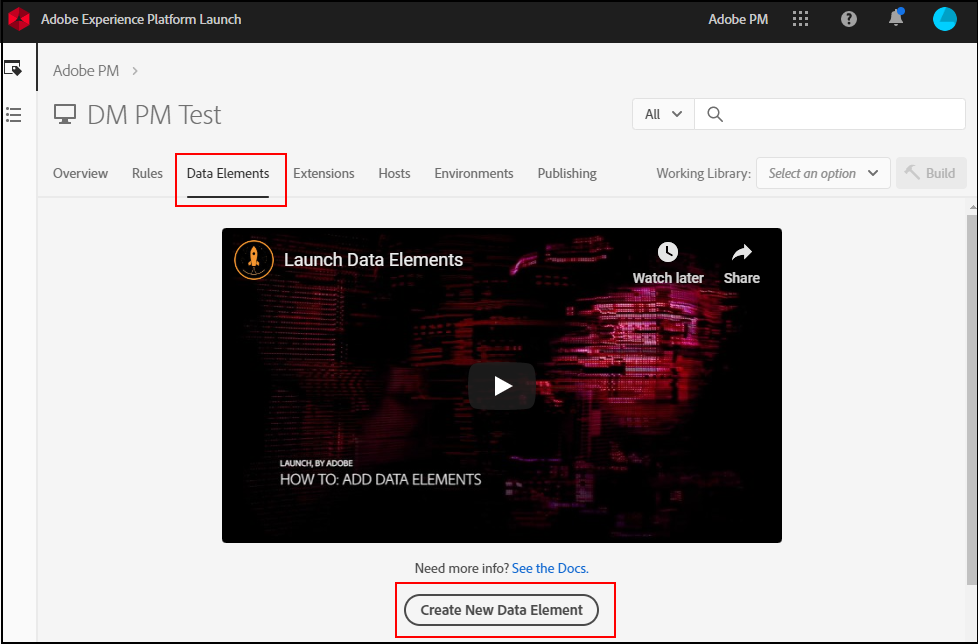 Adobe Experience Platform Launch
Adobe PM
Adobe PM
DM PM Test
All
Overview Rules Data Elements Extensions Hosts Environments Publishing Working Library: Select an option Build
Launch Data Elements
Watch later Share
LAUNCH, BY ADOBE
HOW TO: ADD DATA ELEMENTS
Need more info? See the Docs.
Create New Data Element